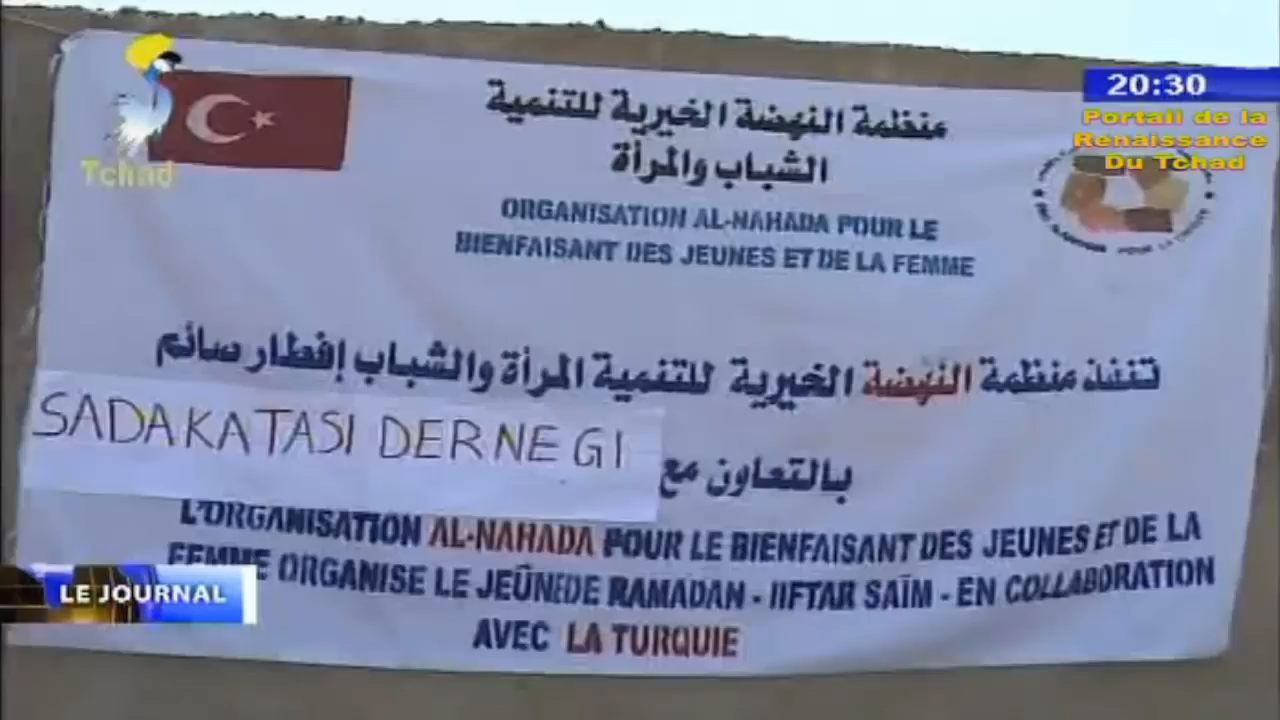 20:30
Portail de la
Renaissance
Du Tchad
Tchad
منظمة النهضة الخيرية للتنمية
الشباب والمرأة
ORGANISATION AL-NAHADA POUR LE
BIENFAISANT DES JEUNES ET DE LA FEMME
تنفذ منظمة النهضة الخيرية للتنمية المرأة والشباب إفطار صائم
SADAKATASI DERNEGI
بالتعاون مع
L'ORGANISATION AL-NAHADA POUR LE BIENFAISANT DES JEUNES ET DE LA
FEMME ORGANISE LE JEÛNEDE RAMADAN - IIFTAR SAÏM - EN COLLABORATION
AVEC LA TURQUIE
LE JOURNAL